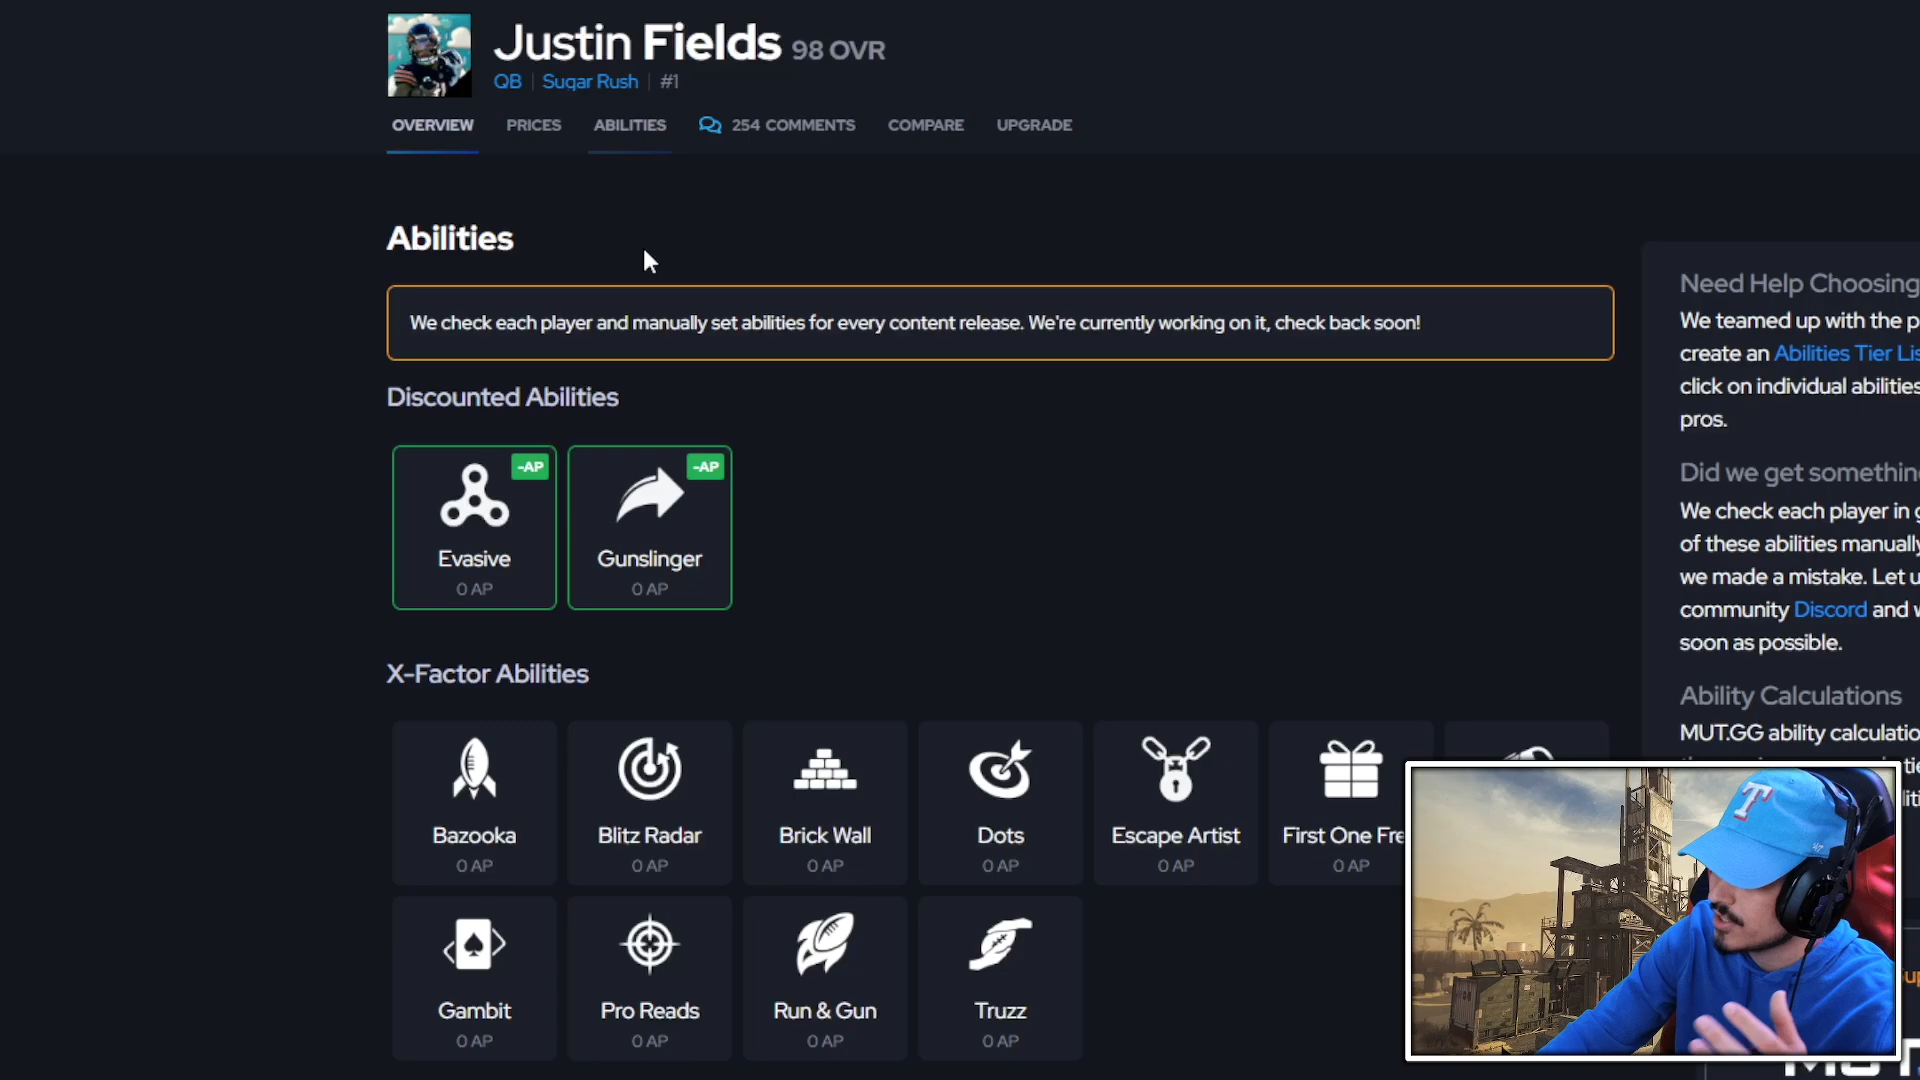 Justin Fields 98 OVR
QB | Sugar Rush | #1
OVERVIEW PRICES ABILITIES 254 COMMENTS COMPARE UPGRADE
Abilities
We check each player and manually set abilities for every content release. We're currently working on it, check back soon!
Discounted Abilities
-AP
-AP
Evasive
Gunslinger
0 AP
0 AP
X-Factor Abilities
Bazooka
Blitz Radar
Brick Wall
Dots
Escape Artist
First One Fre
0 AP
0 AP
0 AP
0 AP
0 AP
0 AP
Gambit
Pro Reads
Run & Gun
Truzz
0 AP
0 AP
0 AP
0 AP
Need Help Choosing
We teamed up with the p
create an Abilities Tier Lis
click on individual abilities
pros.
Did we get somethin
We check each player in g
of these abilities manually
we made a mistake. Let u
community Discord and w
soon as possible.
Ability Calculations
MUT.GG ability calculatio
T